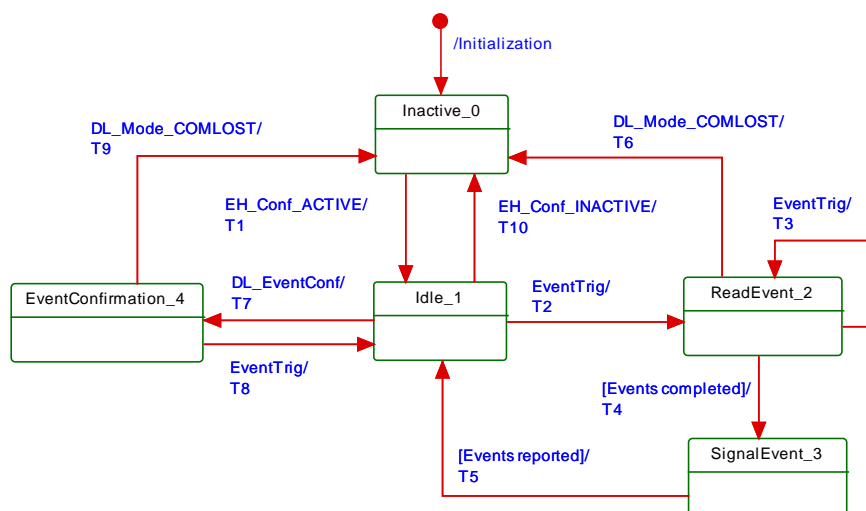 /Initialization
Inactive_0
DL_Mode_COMLOST/
T9
DL_Mode_COMLOST/
T6
EH_Conf_ACTIVE/
T1
EH_Conf_INACTIVE/
T10
EventTrig/
T3
EventConfirmation_4
DL_EventConf/
T7
Idle_1
EventTrig/
T2
ReadEvent_2
EventTrig/
T8
[Events completed]/
T4
[Events reported]/
T5
SignalEvent_3